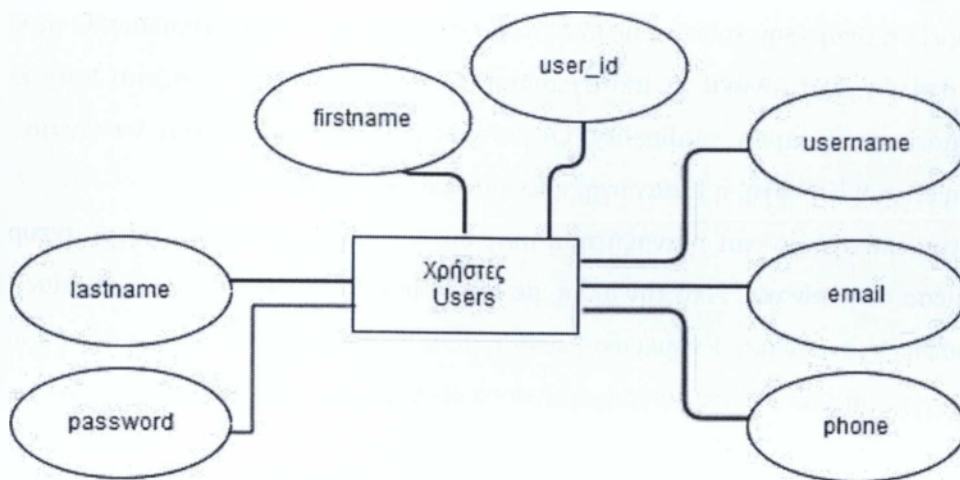 user_id
firstname
username
Χρήστες
Users
lastname
email
password
phone